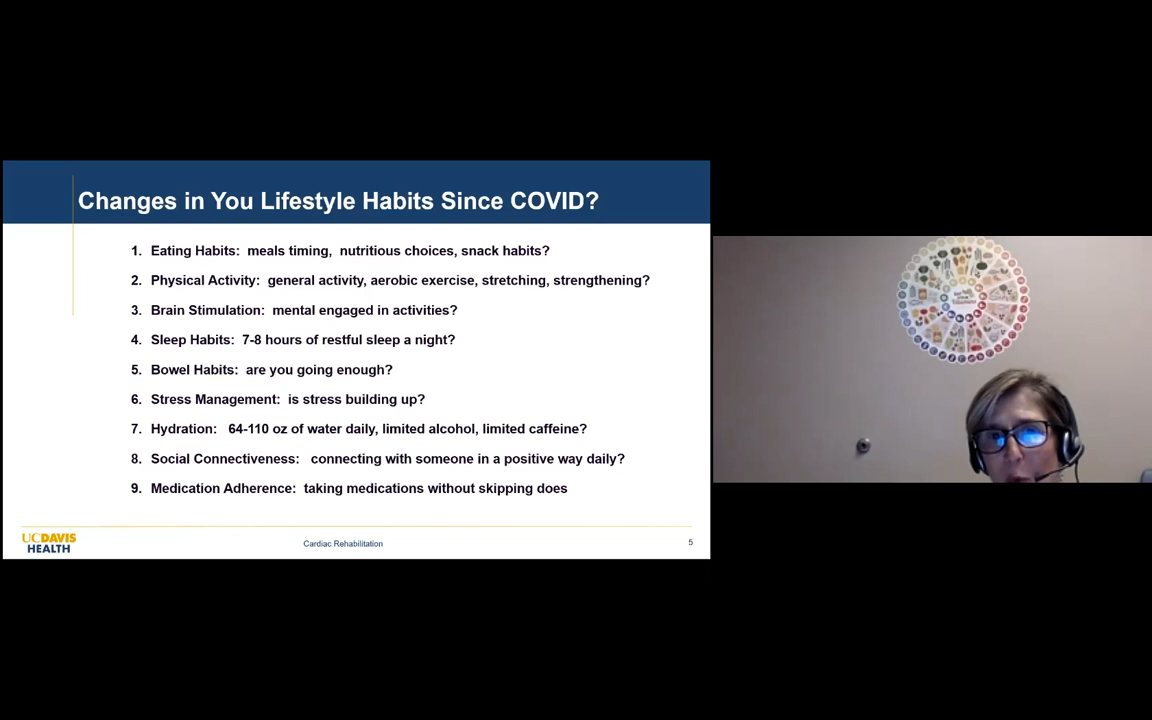 Changes in You Lifestyle Habits Since COVID?
1. Eating Habits: meals timing, nutritious choices, snack habits?
2. Physical Activity: general activity, aerobic exercise, stretching, strengthening?
3. Brain Stimulation: mental engaged in activities?
4. Sleep Habits: 7-8 hours of restful sleep a night?
5. Bowel Habits: are you going enough?
6. Stress Management: is stress building up?
7. Hydration: 64-110 oz of water daily, limited alcohol, limited caffeine?
8. Social Connectiveness: connecting with someone in a positive way daily?
9. Medication Adherence: taking medications without skipping does
UCDAVIS
HEALTH
Cardiac Rehabilitation
5